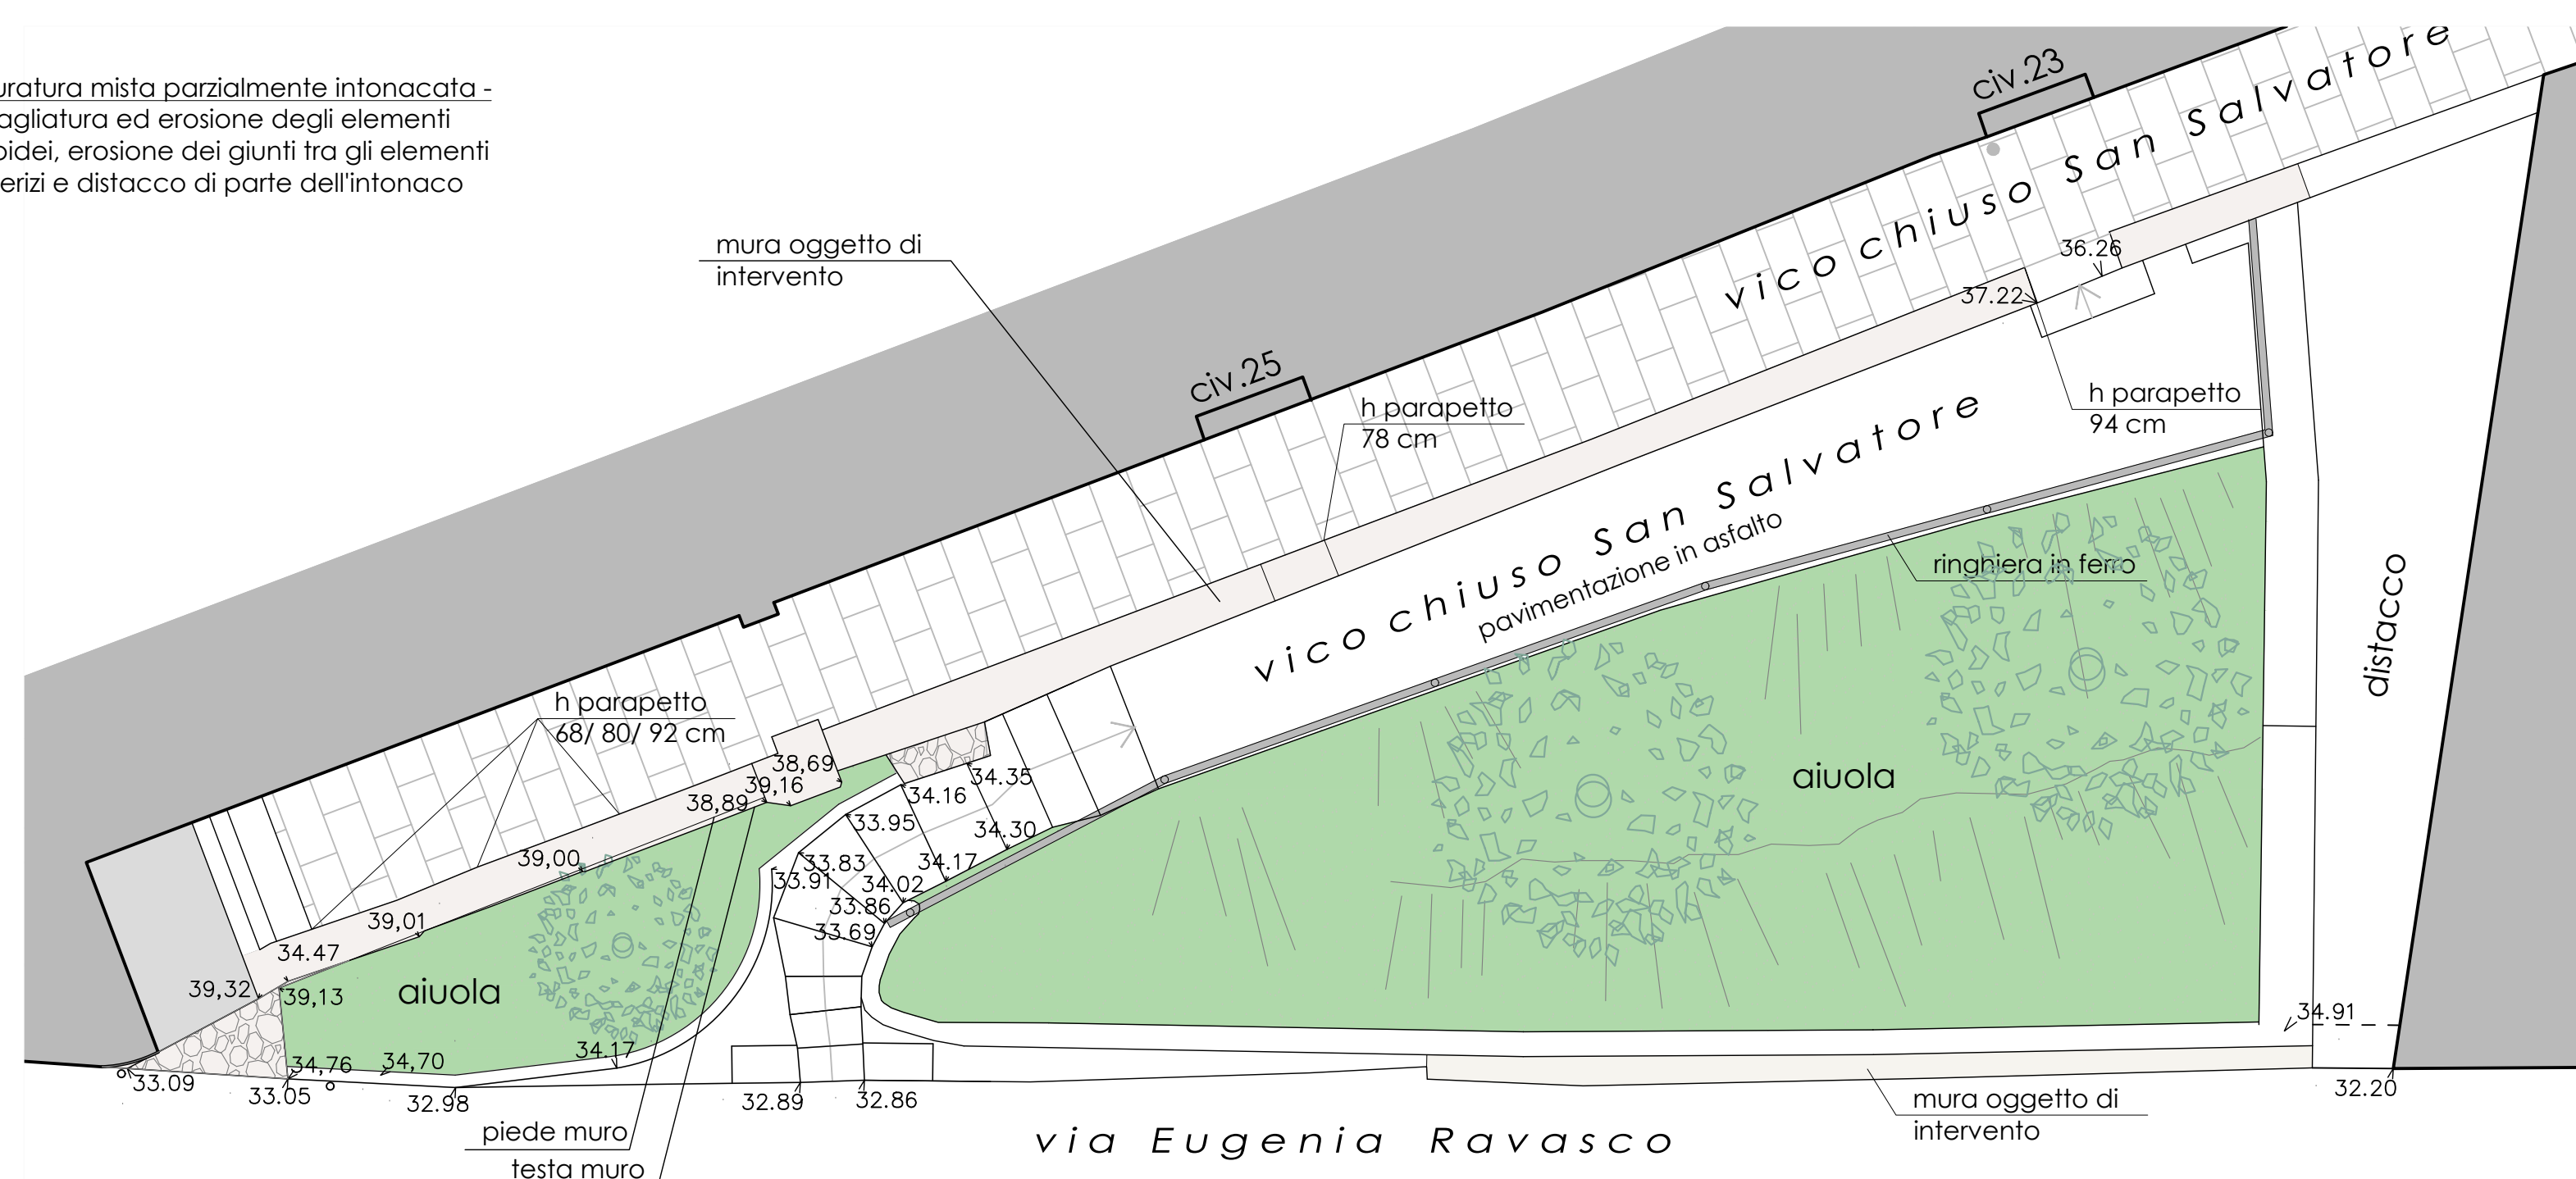 uratura mista parzialmente intonacata -
agliatura ed erosione degli elementi
oidei, erosione dei giunti tra gli elementi
erizi e distacco di parte dell'intonaco
civ.23
vico chiuso San Salvatore
mura oggetto di
intervento
36.26
37.22
civ.25
h parapetto
78 cm
h parapetto
94 cm
vico chiuso San Salvatore
pavimentazione in asfalto
ringhiera in ferro
distacco
h parapetto
68/ 80/ 92 cm
38,69
39,16
38,89
34.35
34.16
33.95
34.30
39,00
33.83
34.17
33.91
34.02
33.86
33.69
39,01
34.47
39,32
39,13
aiuola
aiuola
34,76
34,70
34.17
33.09
33.05
32.98
32.89
32.86
34.91
32.20
piede muro
testa muro
via Eugenia Ravasco
mura oggetto di
intervento